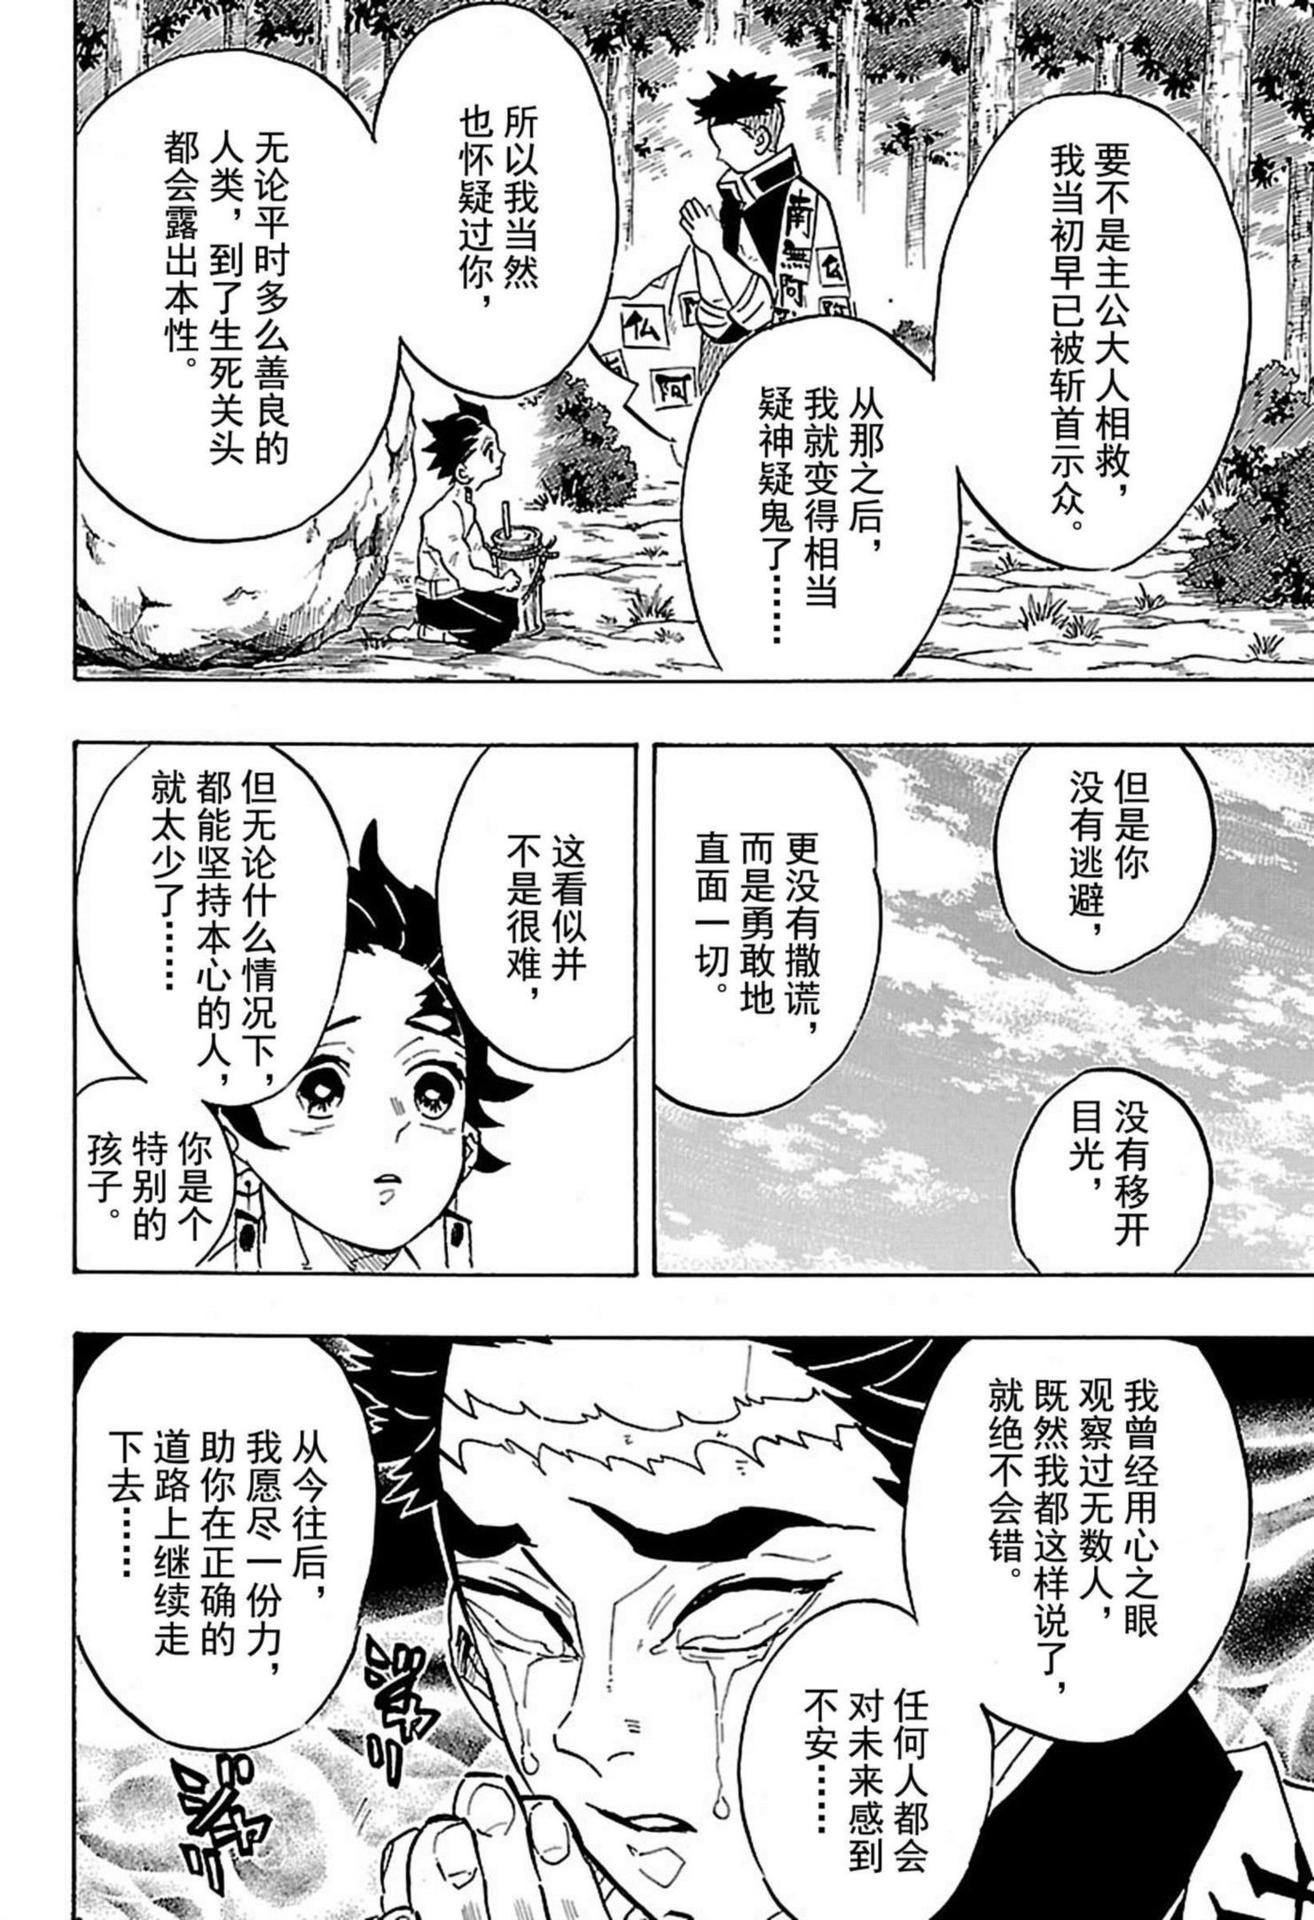 要不是主公大人相救，
我当初早已被斩首示众。
从那之后，
我就变得相当
疑神疑鬼了……
所以我当然
也怀疑过你，
无论平时多么善良的
人类，到了生死关头
都会露出本性。
南無阿
仏
阿
仏
阿
但是你
没有逃避，
没有移开
目光，
更没有撒谎，
而是勇敢地
直面一切。
这看似并
不是很难，
但无论什么情况下，
都能坚持本心的人，
就太少了……
你是个
特别的
孩子。
我曾经用心之眼
观察过无数人，
既然我都这样说了，
就绝不会错。
任何人都会
对未来感到
不安……
从今往后，
我愿尽一份力，
助你在正确的
道路上继续走
下去……